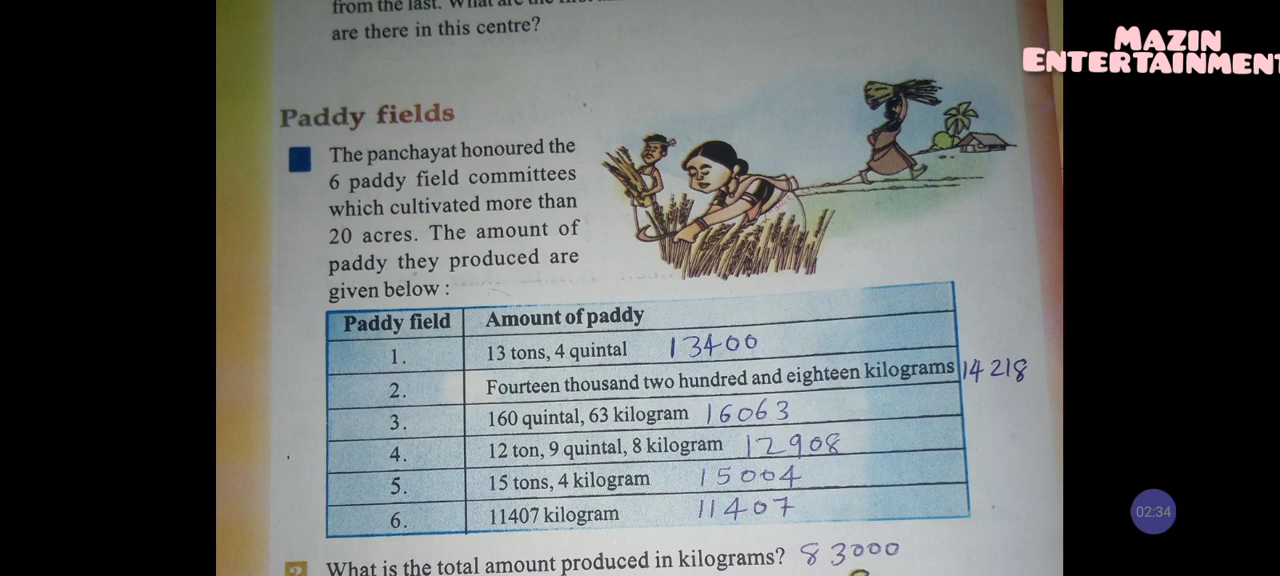 are there in this centre?
MAZIN
ENTERTAINMENT
Paddy fields
The panchayat honoured the
6 paddy field committees
which cultivated more than
20 acres. The amount of
paddy they produced are
given below :
Paddy field Amount of paddy
1. 13 tons, 4 quintal 13400
2. Fourteen thousand two hundred and eighteen kilograms 14218
3. 160 quintal, 63 kilogram 16063
4. 12 ton, 9 quintal, 8 kilogram 12908
5. 15 tons, 4 kilogram 15004
6. 11407 kilogram 11407
02:34
? What is the total amount produced in kilograms? 83000